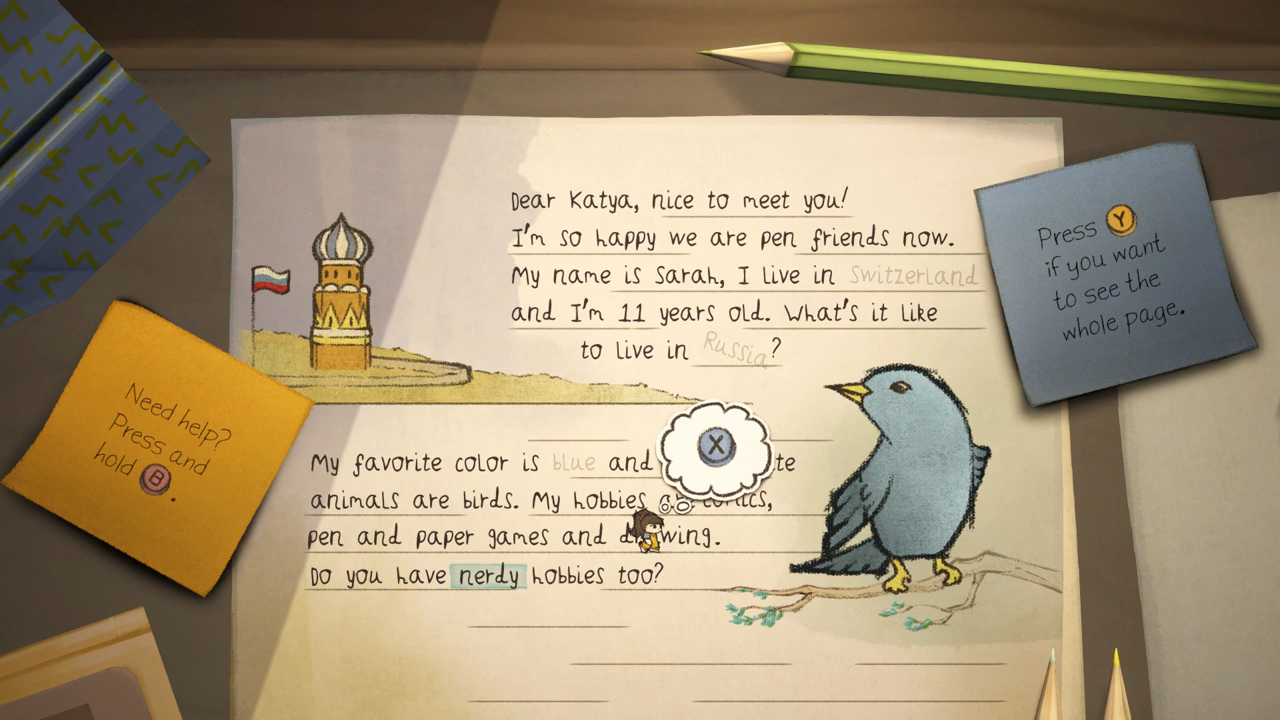 Dear Katya, nice to meet you!
I'm so happy we are pen friends now.
My name is Sarah, I live in Switzerland
and I'm 11 years old. What's it like
to live in Russia?
My favorite color is blue and te
animals are birds. My hobbies
pen and paper games and drawing.
Do you have nerdy hobbies too?
Need help?
Press and
hold B.
Press Y
if you want
to see the
whole page.
X